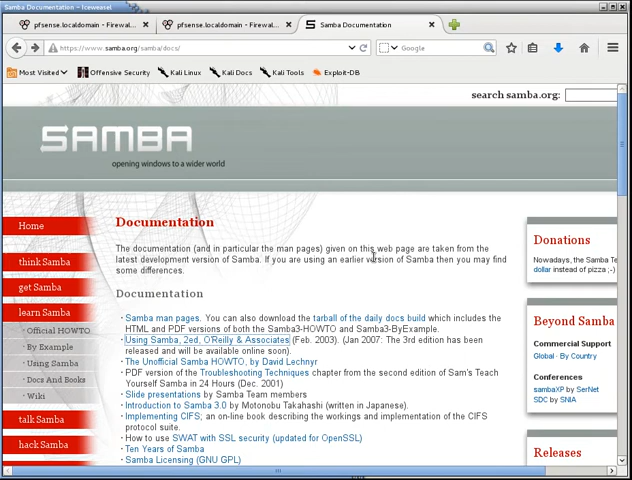 Samba Documentation - Iceweasel
pfsense.localdomain - Firewal...
pfsense.localdomain - Firewal...
Samba Documentation
https://www.samba.org/samba/docs/
Google
Most Visited
Offensive Security
Kali Linux
Kali Docs
Kali Tools
Exploit-DB
search samba.org:
SAMBA
opening windows to a wider world
Home
think Samba
get Samba
learn Samba
· Official HOWTO
· By Example
· Using Samba
· Docs And Books
· Wiki
talk Samba
hack Samba
Documentation
The documentation (and in particular the man pages) given on this web page are taken from the
latest development version of Samba. If you are using an earlier version of Samba then you may find
some differences.
Documentation
· Samba man pages. You can also download the tarball of the daily docs build which includes the
HTML and PDF versions of both the Samba3-HOWTO and Samba3-ByExample.
· Using Samba, 2ed, O'Reilly & Associates (Feb. 2003). (Jan 2007: The 3rd edition has been
released and will be available online soon).
· The Unofficial Samba HOWTO, by David Lechnyr
· PDF version of the Troubleshooting Techniques chapter from the second edition of Sam's Teach
Yourself Samba in 24 Hours (Dec. 2001)
· Slide presentations by Samba Team members
· Introduction to Samba 3.0 by Motonobu Takahashi (written in Japanese).
· Implementing CIFS; an on-line book describing the workings and implementation of the CIFS
protocol suite.
· How to use SWAT with SSL security (updated for OpenSSL)
· Ten Years of Samba
· Samba Licensing (GNU GPL)
Donations
Nowadays, the Samba Te
dollar instead of pizza ;-)
Beyond Samba
Commercial Support
Global · By Country
Conferences
sambaXP by SerNet
SDC by SNIA
Releases